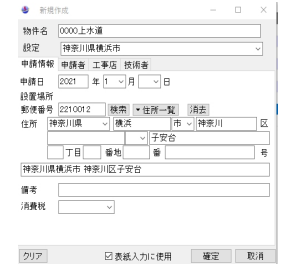 新規作成
物件名 0000上水道
設定 神奈川県横浜市
申請情報 申請者 工事店 技術者
申請日 2021 年 1 月 日
設置場所
郵便番号 2210012 検索 ▼住所一覧 消去
住所 神奈川県 横浜 市 神奈川 区
子安台
丁目 番地 番 号
神奈川県横浜市 神奈川区子安台
備考
消費税
クリア ☑表紙入力に使用 確定 取消